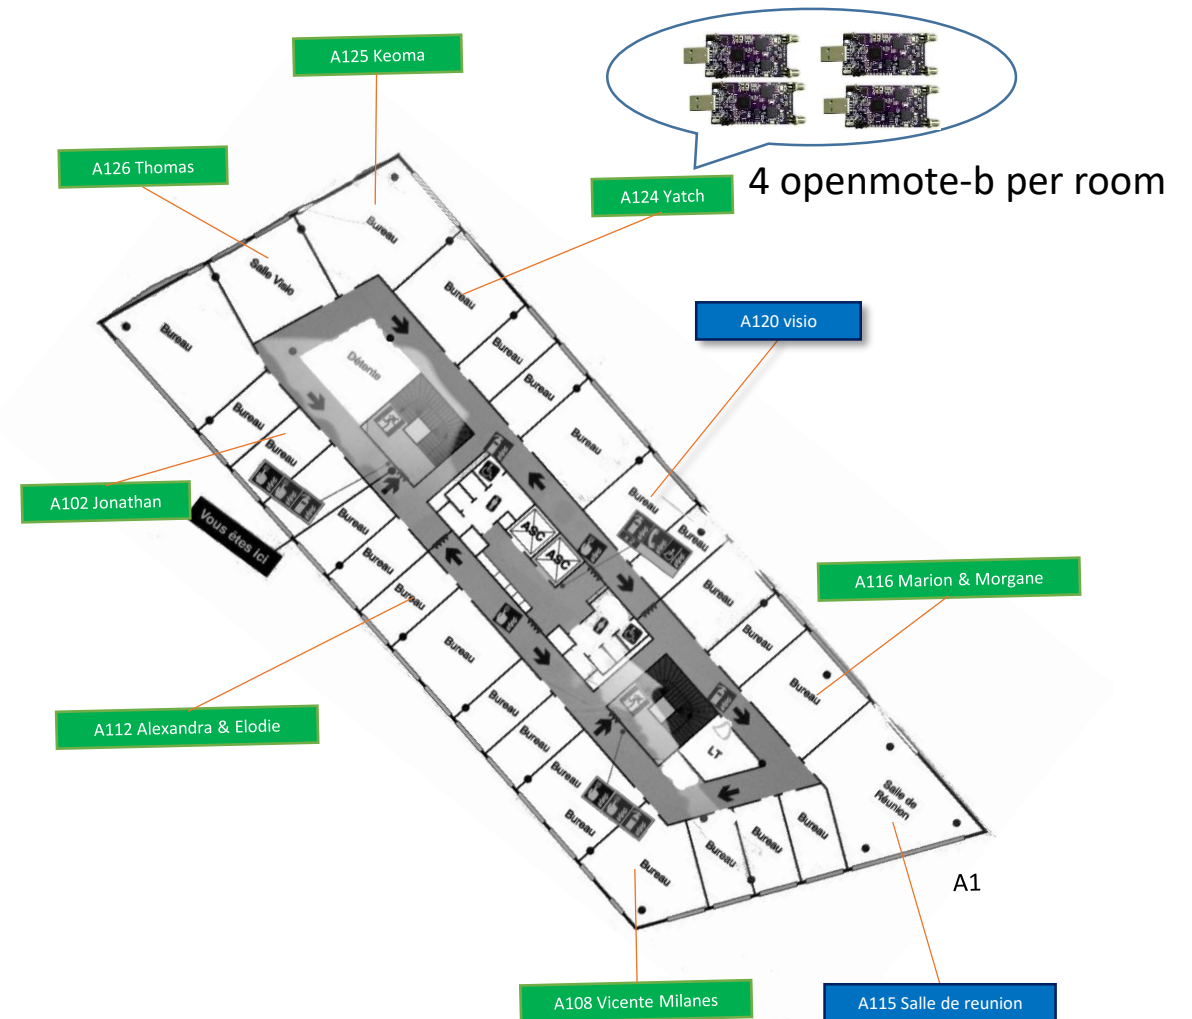 A125 Keoma
A126 Thomas
A124 Yatch
4 openmote-b per room
Bureau
Salle Visio
Bureau
A120 visio
Bureau
Détente
Bureau
Bureau
Bureau
Bureau
Bureau
A102 Jonathan
Vous êtes ici
Bureau
Bureau
ASC
ASC
Bureau
Bureau
A116 Marion & Morgane
Bureau
Bureau
Bureau
Bureau
Bureau
A112 Alexandra & Elodie
Bureau
LT
Bureau
Salle de
Réunion
Bureau
Bureau
Bureau
Bureau
Bureau
A1
A108 Vicente Milanes
A115 Salle de reunion